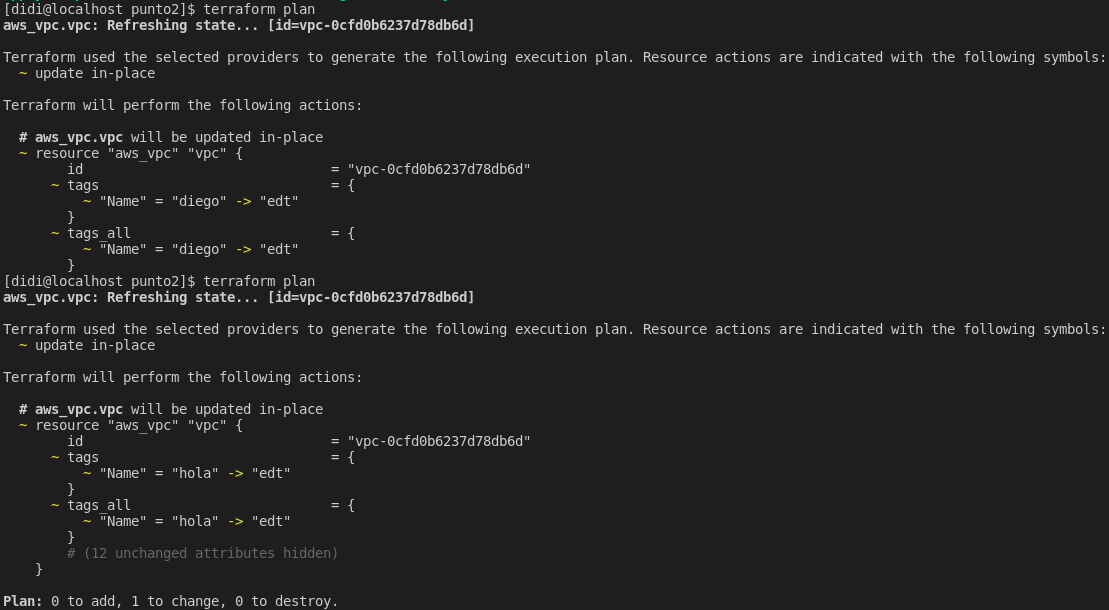 [didi@localhost punto2]$ terraform plan
aws_vpc.vpc: Refreshing state... [id=vpc-0cfd0b6237d78db6d]
Terraform used the selected providers to generate the following execution plan. Resource actions are indicated with the following symbols:
~ update in-place
Terraform will perform the following actions:
# aws_vpc.vpc will be updated in-place
~ resource "aws_vpc" "vpc" {
id = "vpc-0cfd0b6237d78db6d"
~ tags = {
~ "Name" = "diego" -> "edt"
}
~ tags_all = {
~ "Name" = "diego" -> "edt"
}
[didi@localhost punto2]$ terraform plan
aws_vpc.vpc: Refreshing state... [id=vpc-0cfd0b6237d78db6d]
Terraform used the selected providers to generate the following execution plan. Resource actions are indicated with the following symbols:
~ update in-place
Terraform will perform the following actions:
# aws_vpc.vpc will be updated in-place
~ resource "aws_vpc" "vpc" {
id = "vpc-0cfd0b6237d78db6d"
~ tags = {
~ "Name" = "hola" -> "edt"
}
~ tags_all = {
~ "Name" = "hola" -> "edt"
}
# (12 unchanged attributes hidden)
}
Plan: 0 to add, 1 to change, 0 to destroy.